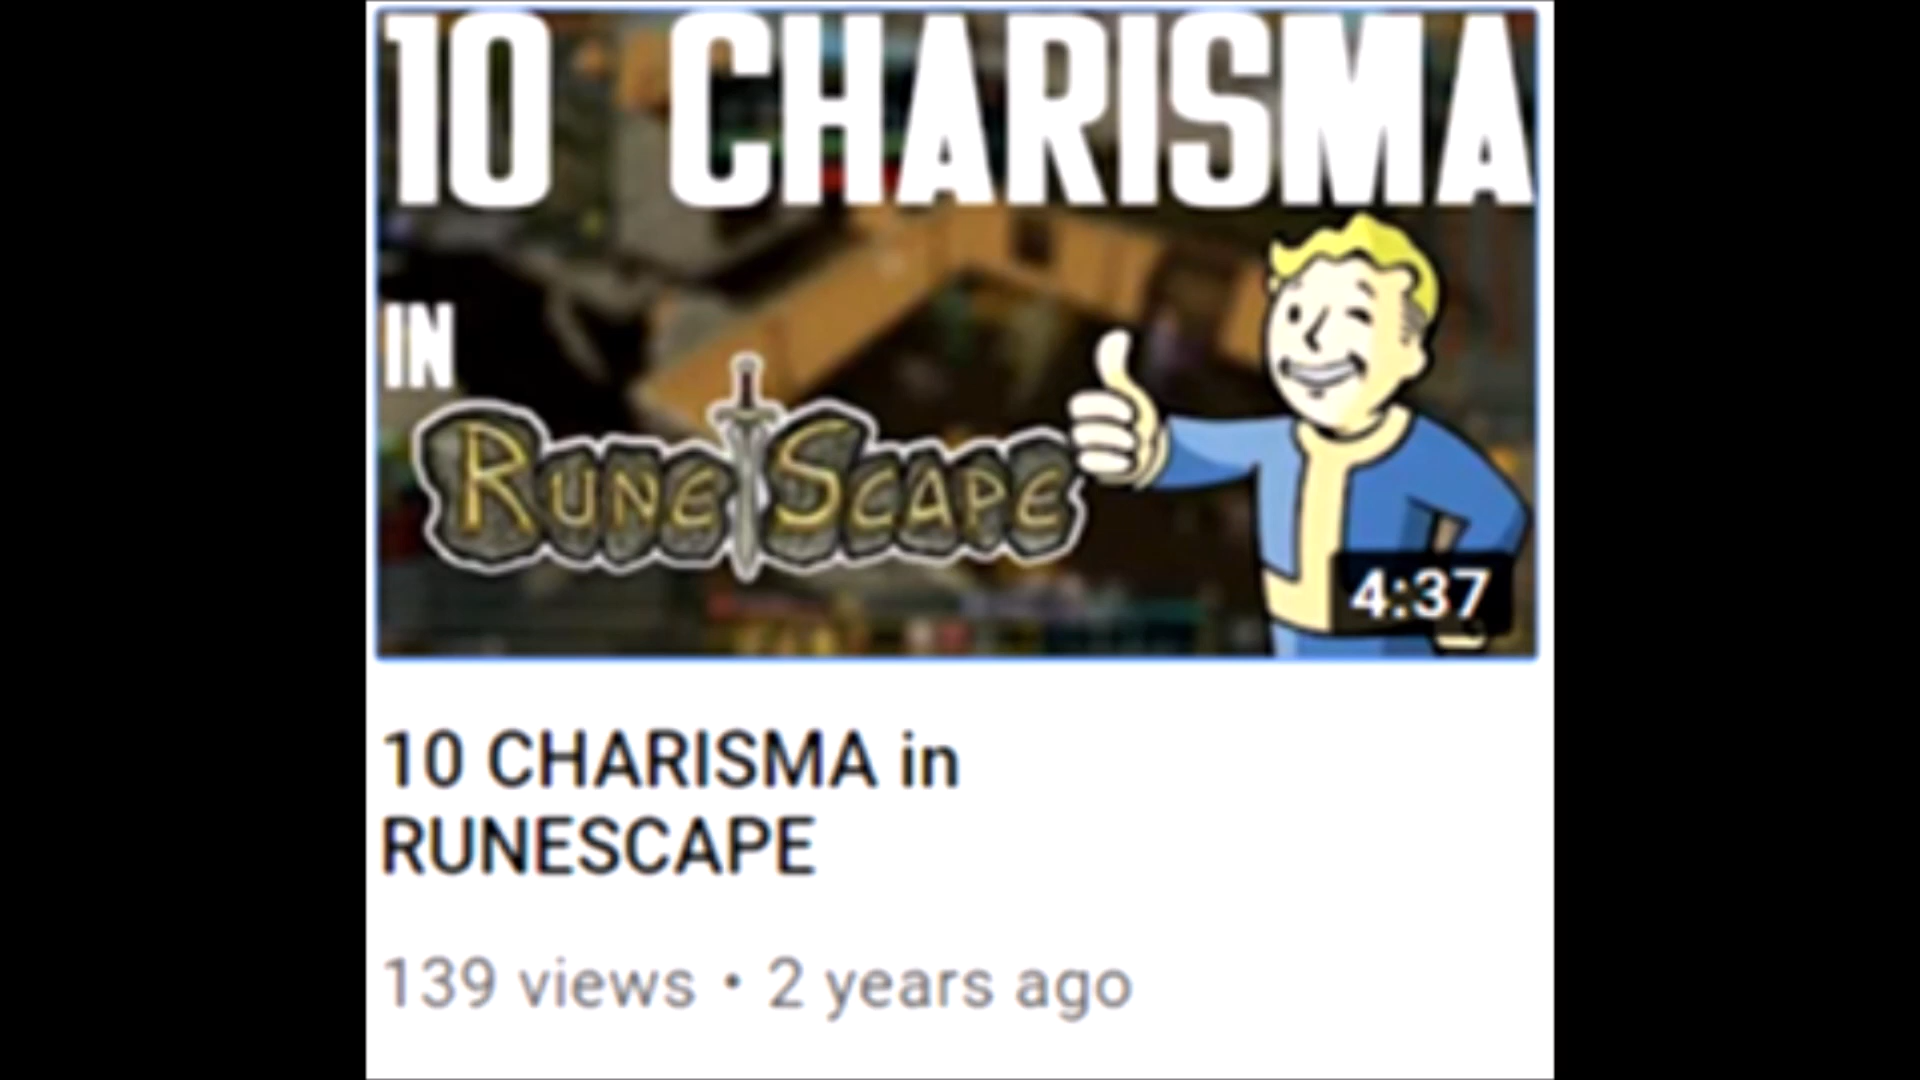 10 CHARISMA
IN
RUNESCAPE
4:37
10 CHARISMA in
RUNESCAPE
139 views • 2 years ago